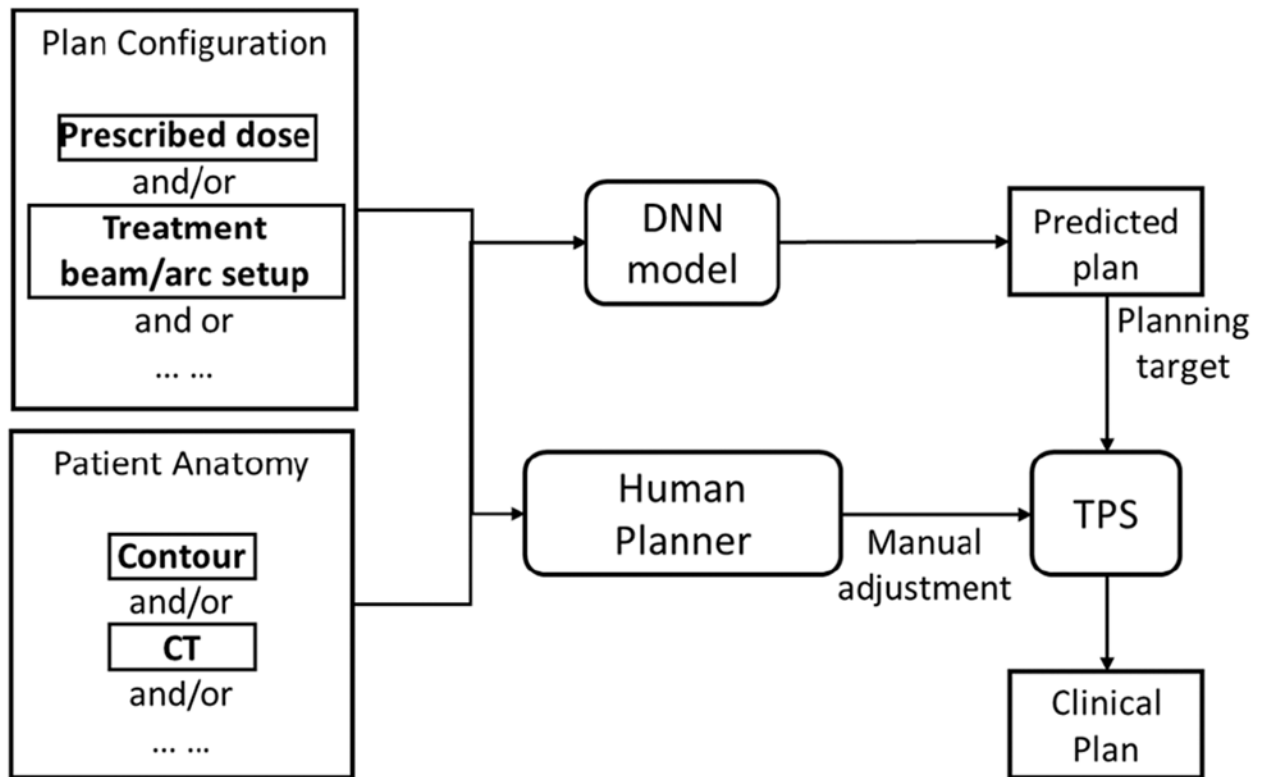 Plan Configuration
Prescribed dose
and/or
Treatment
beam/arc setup
and or
... ...
Patient Anatomy
Contour
and/or
CT
and/or
... ...
DNN
model
Predicted
plan
Planning
target
Human
Planner
Manual
adjustment
TPS
Clinical
Plan